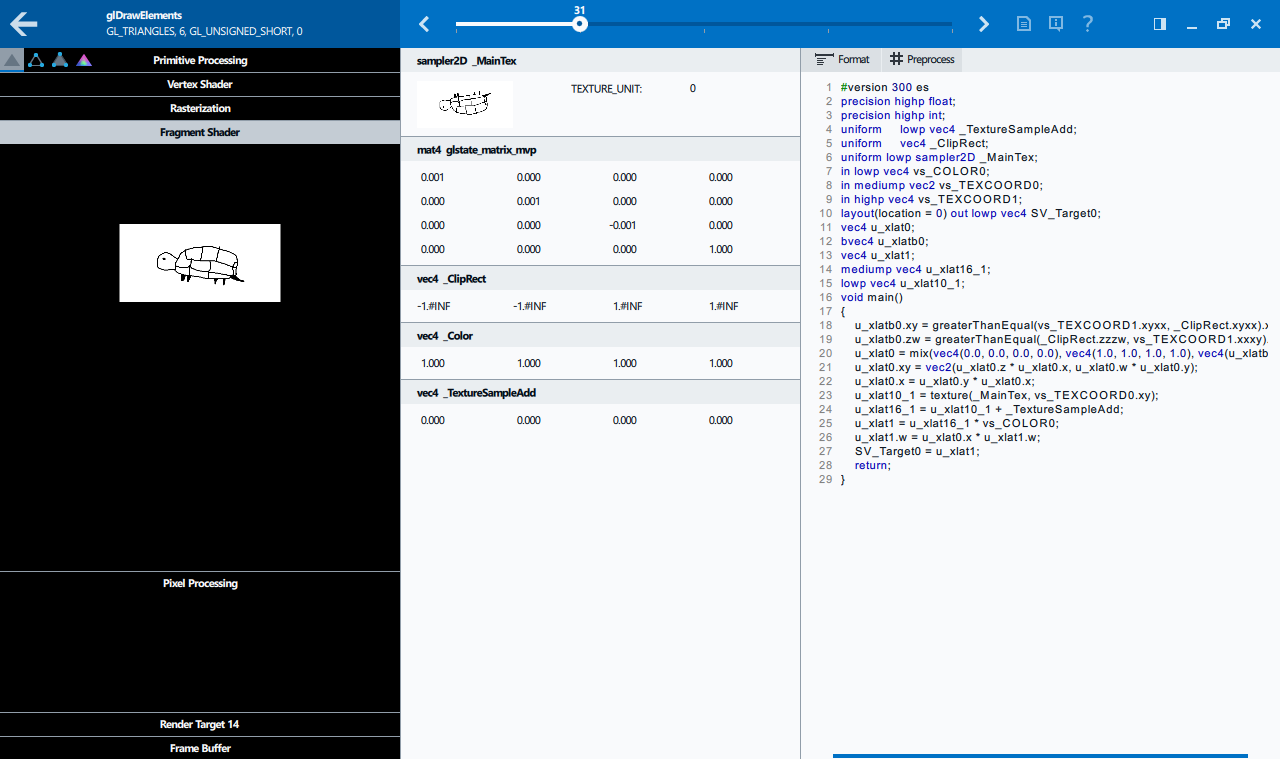 glDrawElements
GL_TRIANGLES, 6, GL_UNSIGNED_SHORT, 0
31
?
Primitive Processing
Vertex Shader
Rasterization
Fragment Shader
Pixel Processing
Render Target 14
Frame Buffer
sampler2D _MainTex
TEXTURE_UNIT: 0
mat4 glstate_matrix_mvp
0.001 0.000 0.000 0.000
0.000 0.001 0.000 0.000
0.000 0.000 -0.001 0.000
0.000 0.000 0.000 1.000
vec4 _ClipRect
-1.#INF -1.#INF 1.#INF 1.#INF
vec4 _Color
1.000 1.000 1.000 1.000
vec4 _TextureSampleAdd
0.000 0.000 0.000 0.000
Format Preprocess
1 #version 300 es
2 precision highp float;
3 precision highp int;
4 uniform lowp vec4 _TextureSampleAdd;
5 uniform vec4 _ClipRect;
6 uniform lowp sampler2D _MainTex;
7 in lowp vec4 vs_COLOR0;
8 in mediump vec2 vs_TEXCOORD0;
9 in highp vec4 vs_TEXCOORD1;
10 layout(location = 0) out lowp vec4 SV_Target0;
11 vec4 u_xlat0;
12 bvec4 u_xlatb0;
13 vec4 u_xlat1;
14 mediump vec4 u_xlat16_1;
15 lowp vec4 u_xlat10_1;
16 void main()
17 {
18 u_xlatb0.xy = greaterThanEqual(vs_TEXCOORD1.xyxx, _ClipRect.xyxx).x
19 u_xlatb0.zw = greaterThanEqual(_ClipRect.zzzw, vs_TEXCOORD1.xxxy).
20 u_xlat0 = mix(vec4(0.0, 0.0, 0.0, 0.0), vec4(1.0, 1.0, 1.0, 1.0), vec4(u_xlatb
21 u_xlat0.xy = vec2(u_xlat0.z * u_xlat0.x, u_xlat0.w * u_xlat0.y);
22 u_xlat0.x = u_xlat0.y * u_xlat0.x;
23 u_xlat10_1 = texture(_MainTex, vs_TEXCOORD0.xy);
24 u_xlat16_1 = u_xlat10_1 + _TextureSampleAdd;
25 u_xlat1 = u_xlat16_1 * vs_COLOR0;
26 u_xlat1.w = u_xlat0.x * u_xlat1.w;
27 SV_Target0 = u_xlat1;
28 return;
29 }